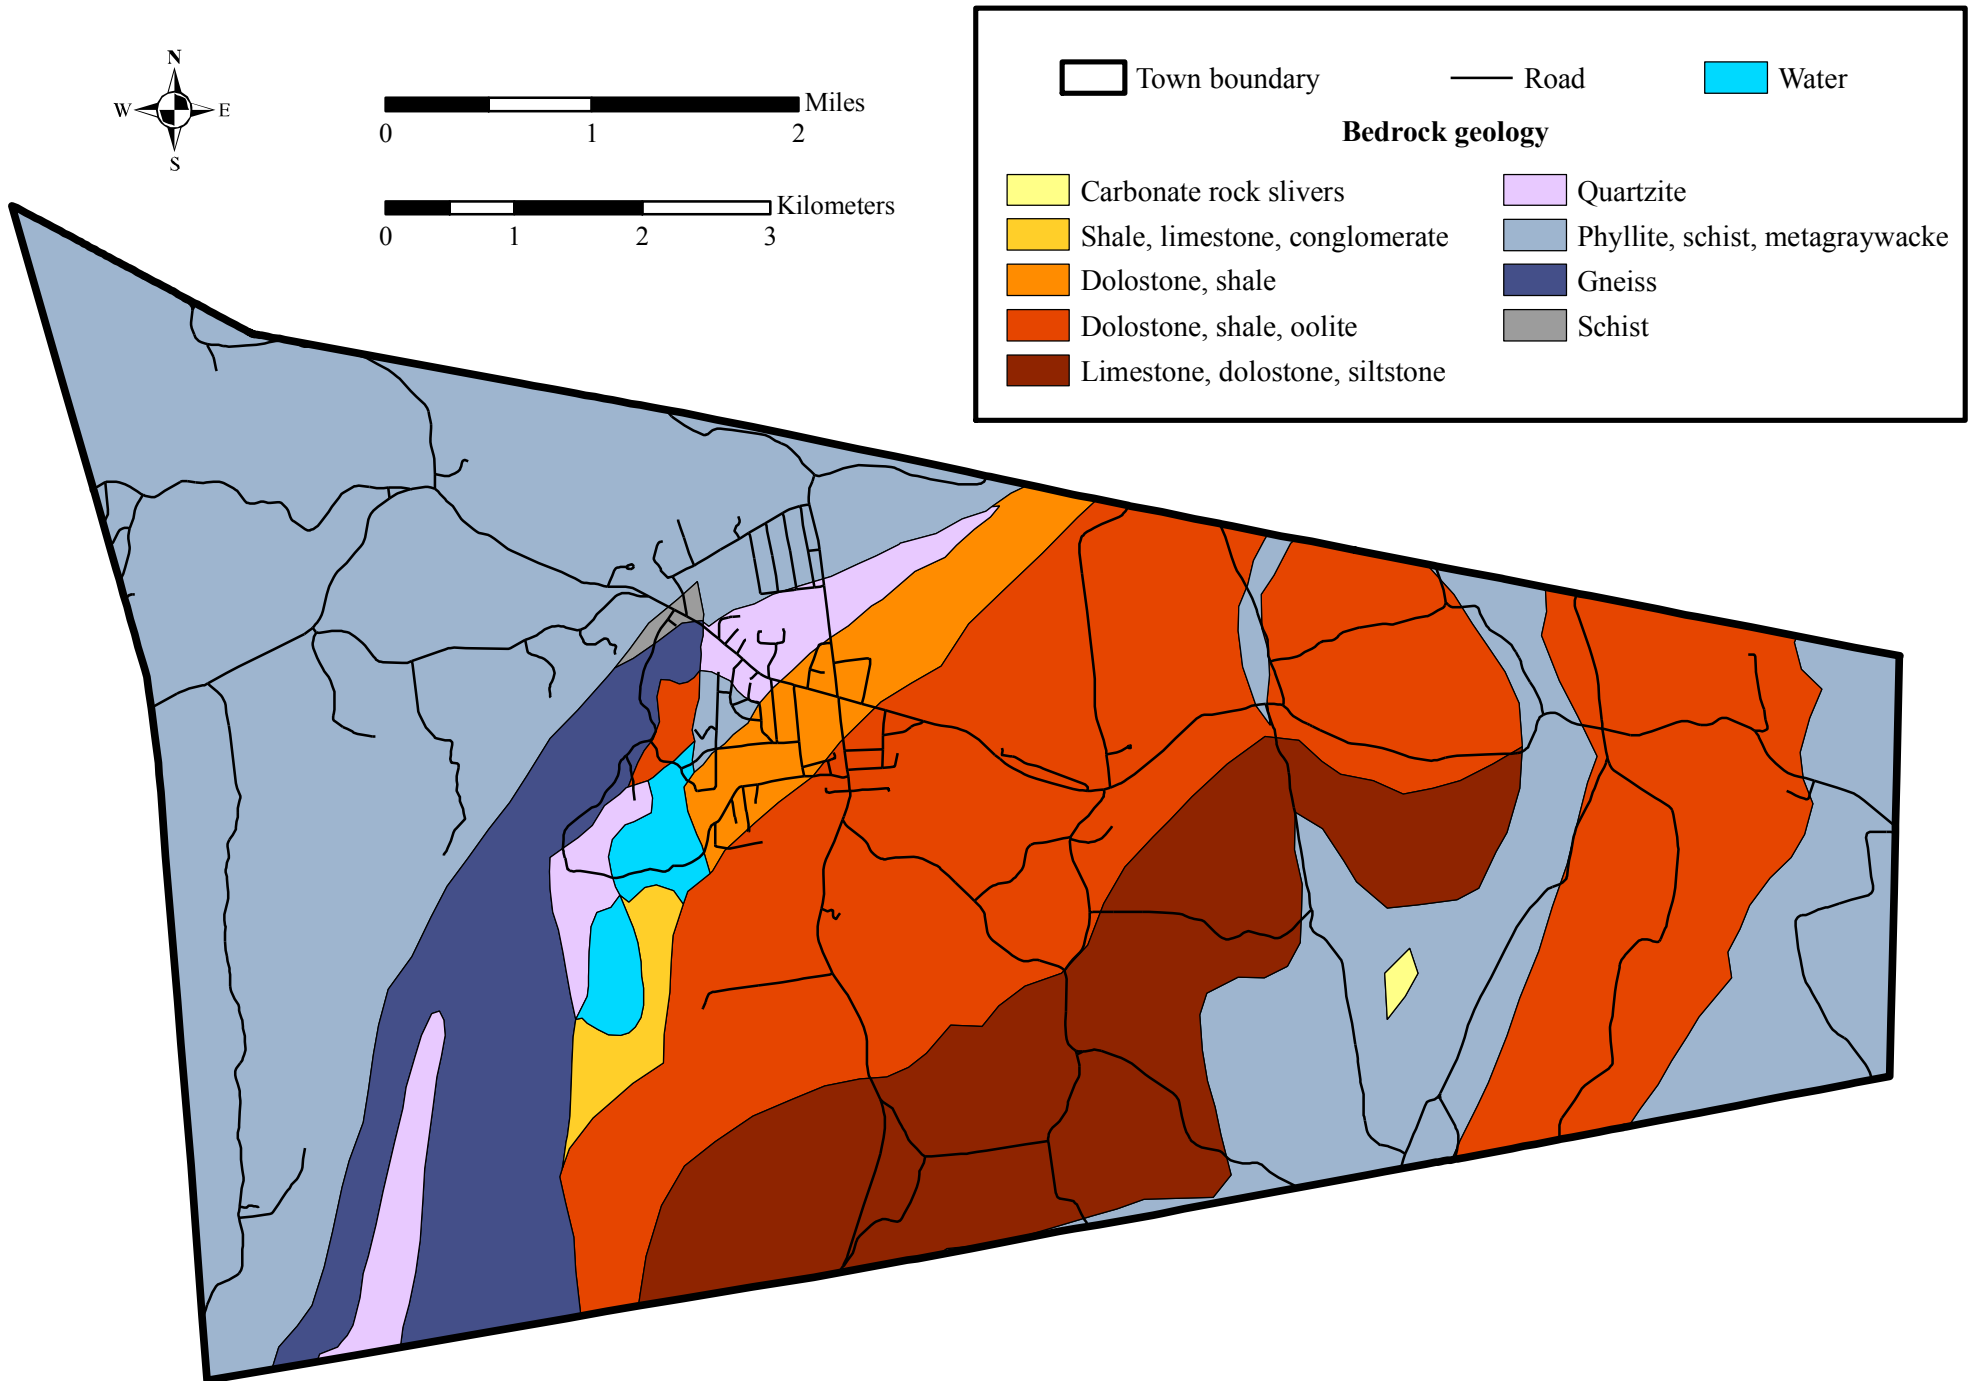 N
W E
S
Miles
0 1 2
Kilometers
0 1 2 3
Town boundary Road Water
Bedrock geology
Carbonate rock slivers
Shale, limestone, conglomerate
Dolostone, shale
Dolostone, shale, oolite
Limestone, dolostone, siltstone
Quartzite
Phyllite, schist, metagraywacke
Gneiss
Schist